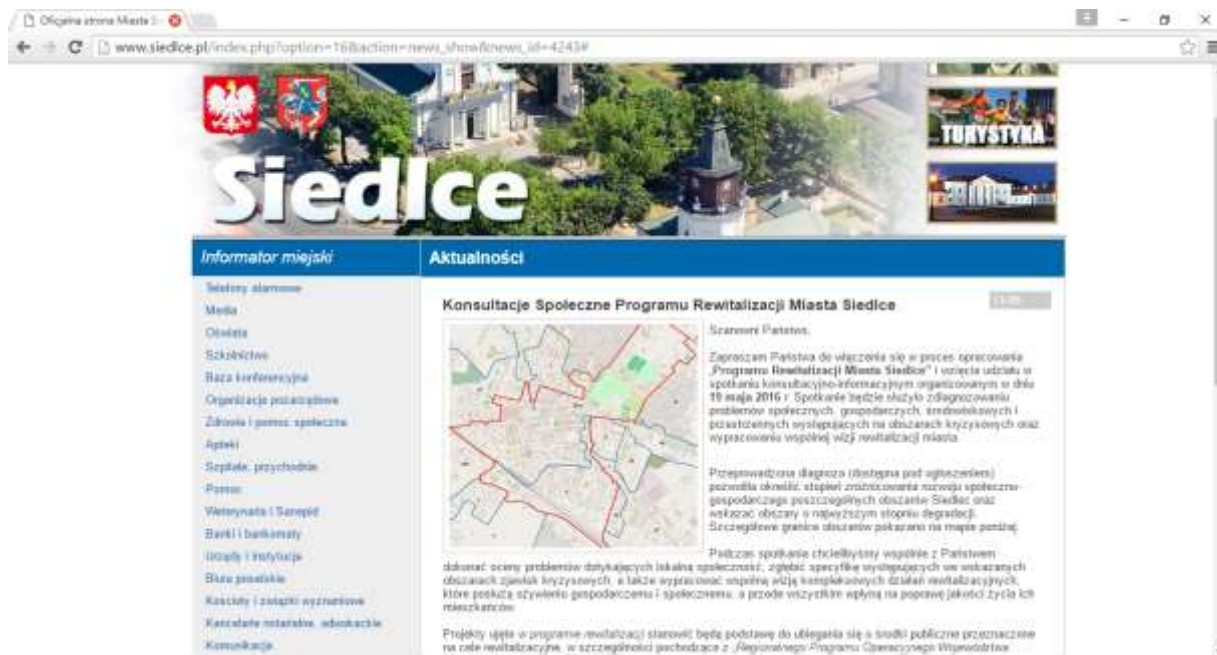 Oficjalna strona Miasta S
www.siedlce.pl/index.php?option=16&action=news_show&news_id=4243#
Siedlce
TURYSTYKA
Informator miejski
Aktualności
Telefony alarmowe
Media
Oświata
Szkolnictwo
Baza konferencyjna
Organizacje pozarządowe
Zdrowie i pomoc społeczna
Apteki
Szpitale, przychodnie
Pomoc
Weterynaria i Sanepid
Banki i bankomaty
Urzędy i instytucje
Biura poselskie
Kościoły i związki wyznaniowe
Kancelarie notarialne, adwokackie
Komunikacja
Konsultacje Społeczne Programu Rewitalizacji Miasta Siedlce
Szanowni Państwo,
Zapraszam Państwa do włączenia się w proces opracowania
„Programu Rewitalizacji Miasta Siedlce” i wzięcia udziału w
spotkaniu konsultacyjno-informacyjnym organizowanym w dniu
19 maja 2016 r. Spotkanie będzie służyło zdiagnozowaniu
problemów społecznych, gospodarczych, środowiskowych i
przestrzennych występujących na obszarach kryzysowych oraz
wypracowaniu wspólnej wizji rewitalizacji miasta.
Przeprowadzona diagnoza (dostępna pod ogłoszeniem)
pozwoliła określić stopień zróżnicowania rozwoju społeczno-
gospodarczego poszczególnych obszarów Siedlec oraz
wskazać obszary o najwyższym stopniu degradacji.
Szczegółowe granice obszarów pokazano na mapie poniżej.
Podczas spotkania chcielibyśmy wspólnie z Państwem
dokonać oceny problemów dotykających lokalną społeczność, zgłębić specyfikę występujących we wskazanych
obszarach zjawisk kryzysowych, a także wypracować wspólną wizję kompleksowych działań rewitalizacyjnych,
które posłużą ożywieniu gospodarczemu i społecznemu, a przede wszystkim wpłyną na poprawę jakości życia ich
mieszkańców.
Projekty ujęte w programie rewitalizacji stanowić będą podstawę do ubiegania się o środki publiczne przeznaczone
na cele rewitalizacyjne, w szczególności pochodzące z „Regionalnego Programu Operacyjnego Województwa